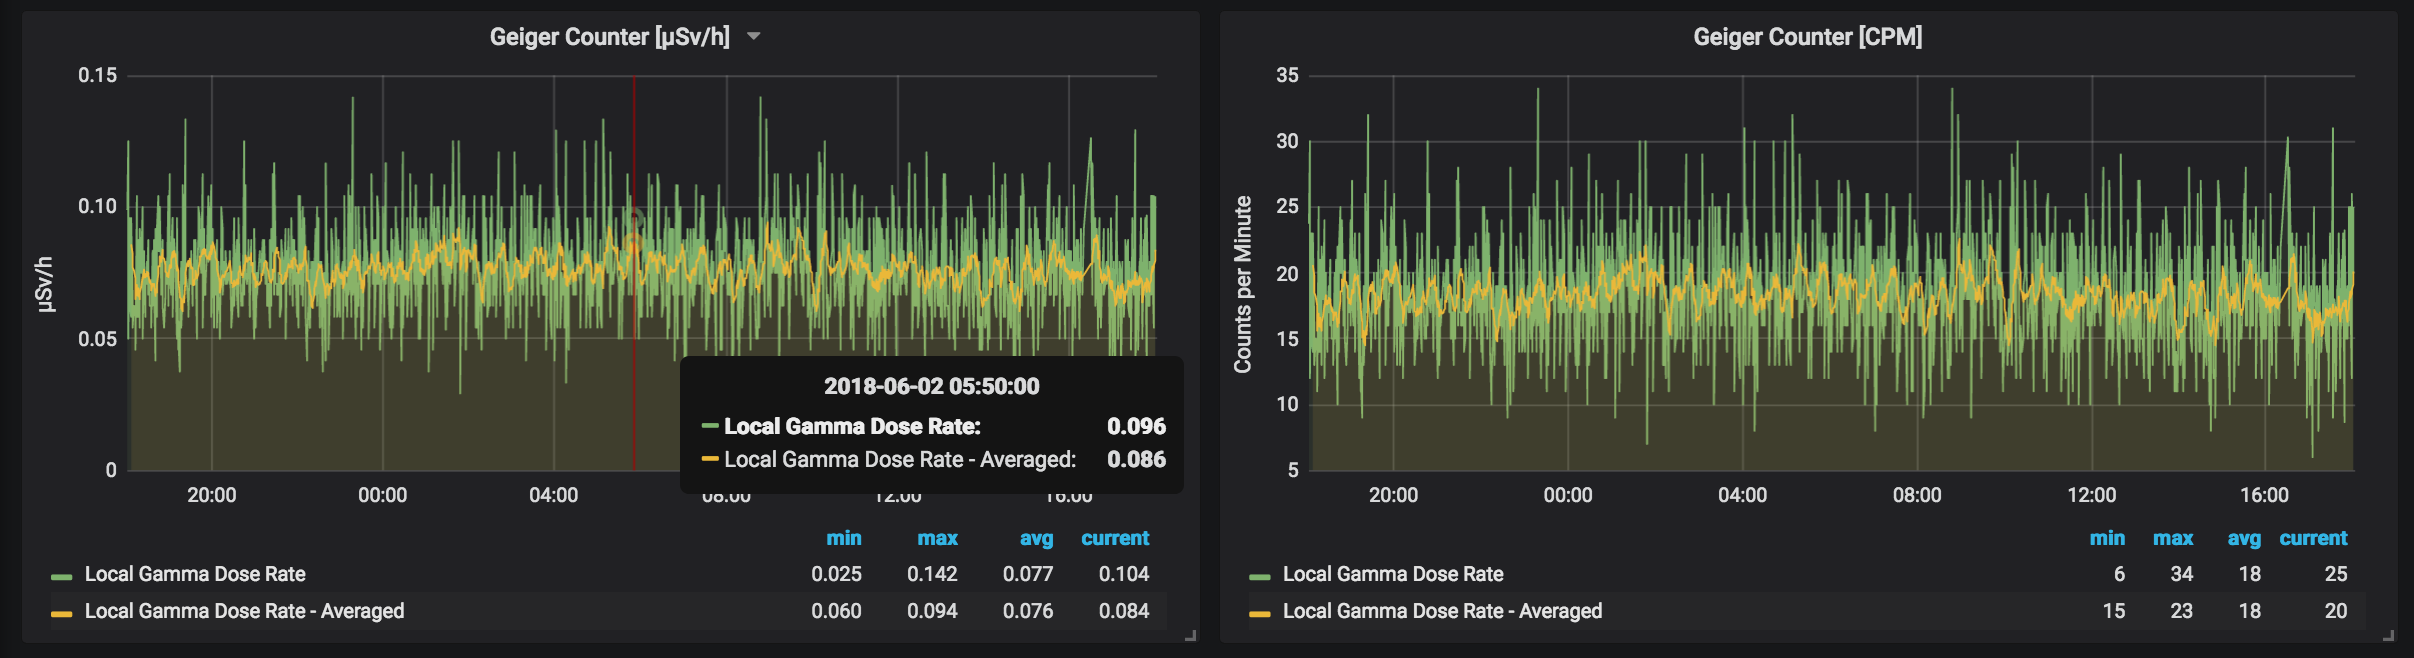 Geiger Counter [µSv/h]
0.15
0.10
0.05
0
µSv/h
20:00 00:00 04:00 08:00 12:00 16:00
2018-06-02 05:50:00
Local Gamma Dose Rate: 0.096
Local Gamma Dose Rate - Averaged: 0.086
min max avg current
Local Gamma Dose Rate 0.025 0.142 0.077 0.104
Local Gamma Dose Rate - Averaged 0.060 0.094 0.076 0.084
Geiger Counter [CPM]
35
30
25
20
15
10
5
Counts per Minute
20:00 00:00 04:00 08:00 12:00 16:00
min max avg current
Local Gamma Dose Rate 6 34 18 25
Local Gamma Dose Rate - Averaged 15 23 18 20